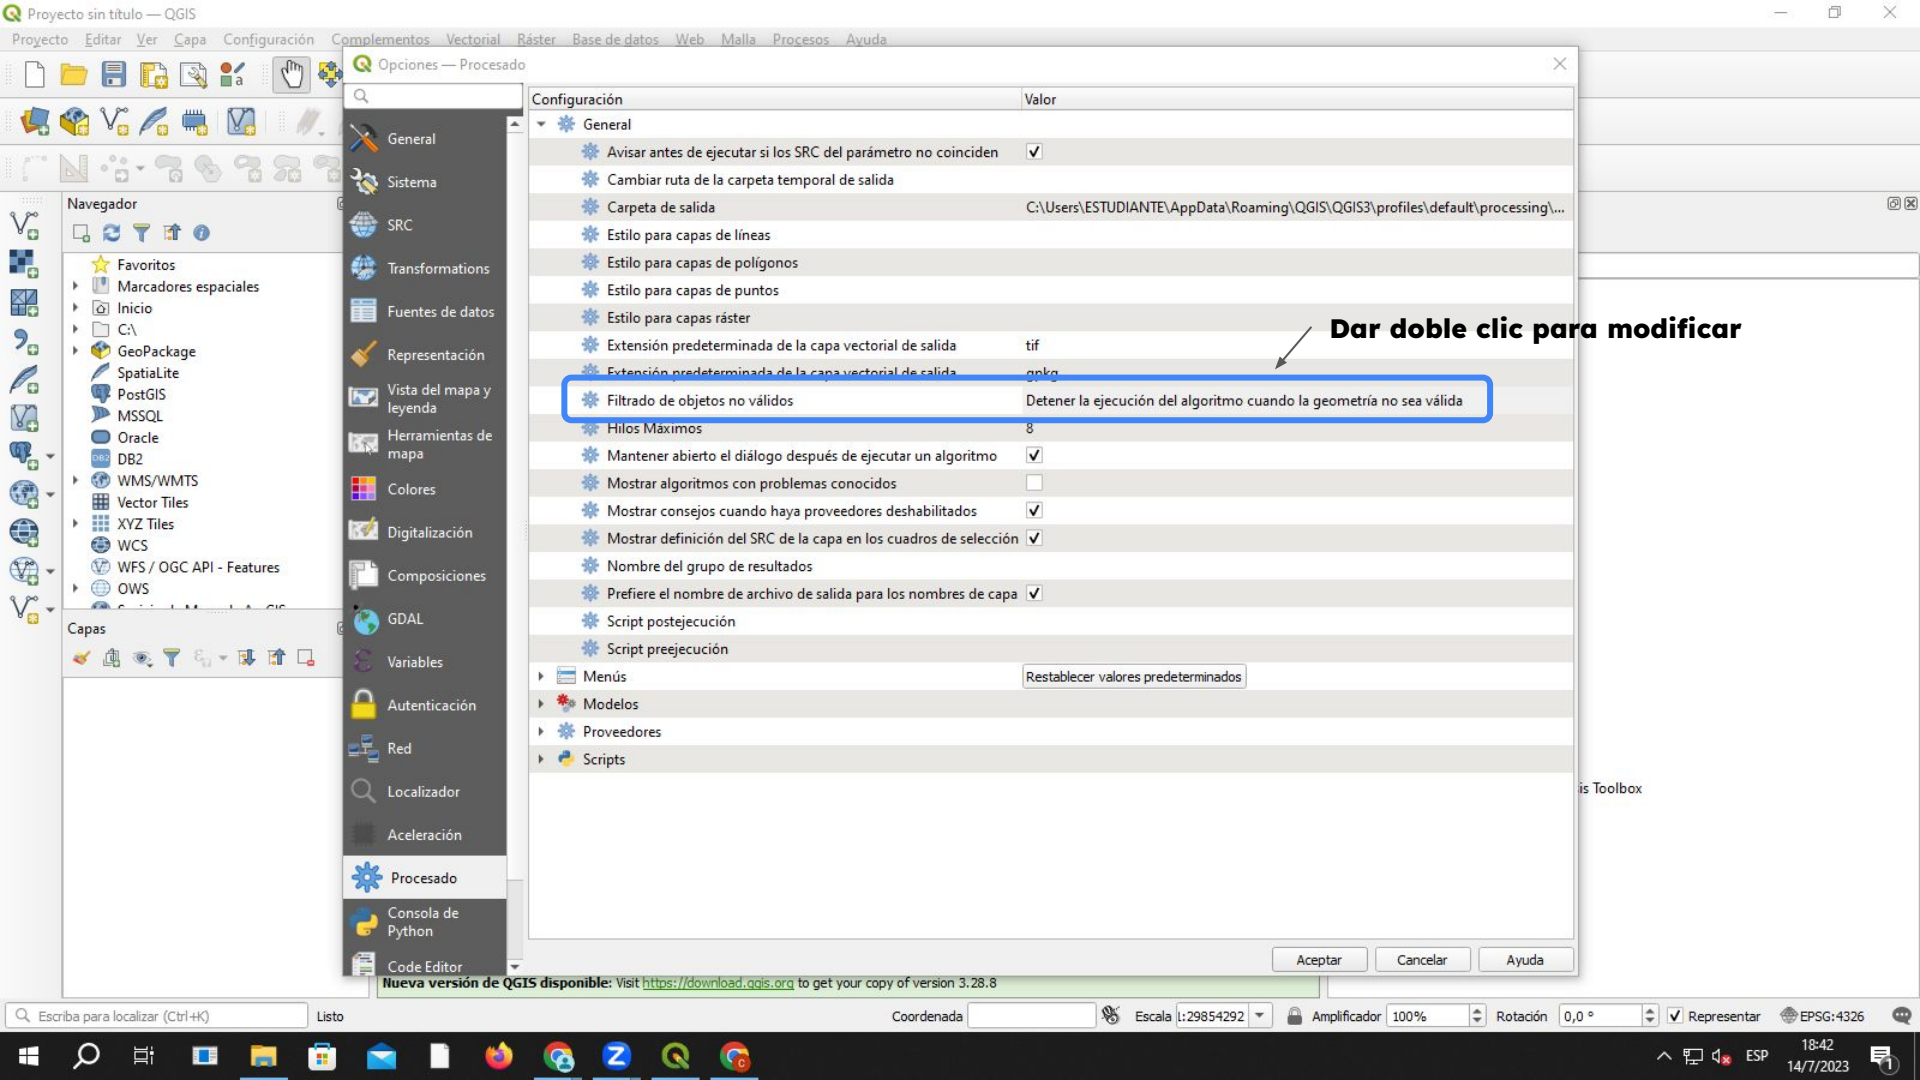 Proyecto sin título — QGIS
Proyecto Editar Ver Capa Configuración Complementos Vectorial Ráster Base de datos Web Malla Procesos Ayuda
Opciones — Procesado
Configuración Valor
General
Avisar antes de ejecutar si los SRC del parámetro no coinciden
Cambiar ruta de la carpeta temporal de salida
Carpeta de salida C:\Users\ESTUDIANTE\AppData\Roaming\QGIS\QGIS3\profiles\default\processing\...
Estilo para capas de líneas
Estilo para capas de polígonos
Estilo para capas de puntos
Estilo para capas ráster
Dar doble clic para modificar
Extensión predeterminada de la capa vectorial de salida tif
Extensión predeterminada de la capa vectorial de salida gpkg
Filtrado de objetos no válidos Detener la ejecución del algoritmo cuando la geometría no sea válida
Hilos Máximos 8
Mantener abierto el diálogo después de ejecutar un algoritmo
Mostrar algoritmos con problemas conocidos
Mostrar consejos cuando haya proveedores deshabilitados
Mostrar definición del SRC de la capa en los cuadros de selección
Nombre del grupo de resultados
Prefiere el nombre de archivo de salida para los nombres de capa
Script postejecución
Script preejecución
Menús Restablecer valores predeterminados
Modelos
Proveedores
Scripts
General
Sistema
SRC
Transformations
Fuentes de datos
Representación
Vista del mapa y
leyenda
Herramientas de
mapa
Colores
Digitalización
Composiciones
GDAL
Variables
Autenticación
Red
Localizador
Aceleración
Procesado
Consola de
Python
Code Editor
Aceptar Cancelar Ayuda
Navegador
Favoritos
Marcadores espaciales
Inicio
C:\
GeoPackage
SpatiaLite
PostGIS
MSSQL
Oracle
DB2
WMS/WMTS
Vector Tiles
XYZ Tiles
WCS
WFS / OGC API - Features
OWS
Capas
is Toolbox
Nueva versión de QGIS disponible: Visit https://download.qgis.org to get your copy of version 3.28.8
Escriba para localizar (Ctrl+K) Listo Coordenada Escala 1:29854292 Amplificador 100% Rotación 0,0 ° Representar EPSG:4326
ESP
18:42
14/7/2023